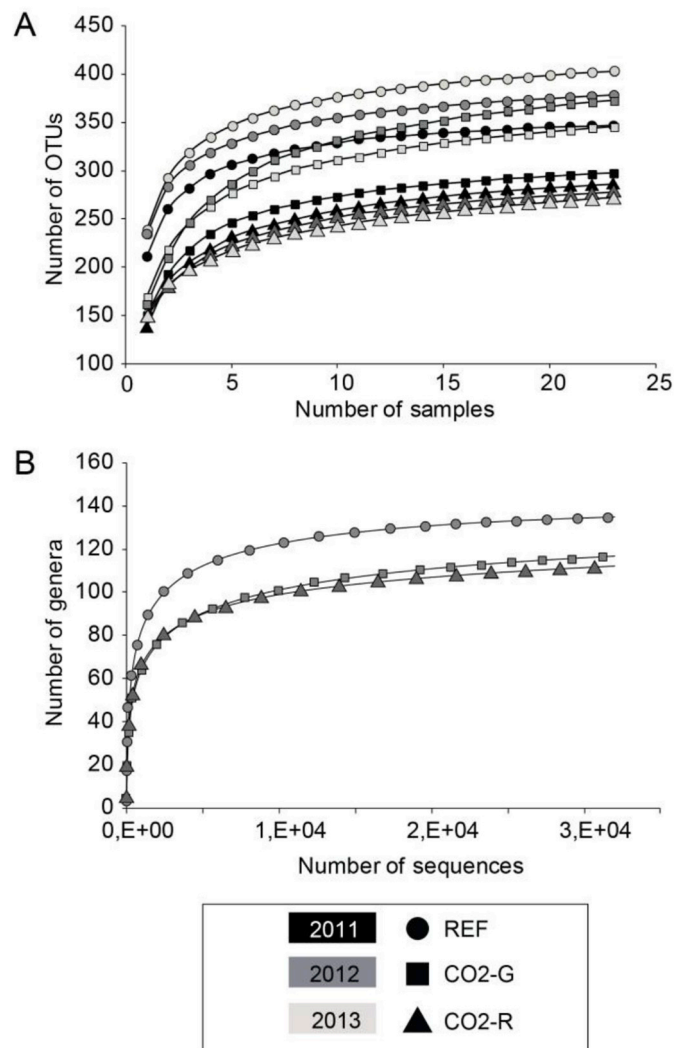 A
450
400
350
300
250
200
150
100
Number of OTUs
0 5 10 15 20 25
Number of samples
B
160
140
120
100
80
60
40
20
0
Number of genera
0,E+00 1,E+04 2,E+04 3,E+04
Number of sequences
2011 REF
2012 CO2-G
2013 CO2-R